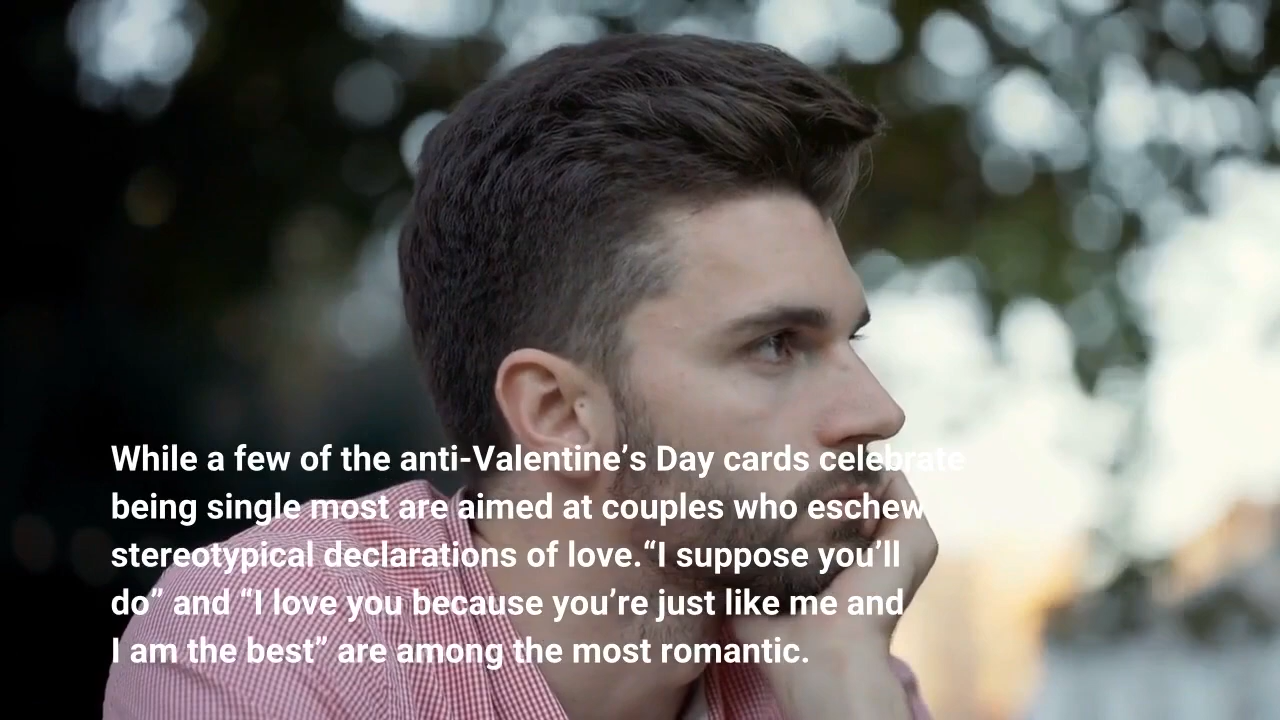 While a few of the anti-Valentine’s Day cards celebrate
being single most are aimed at couples who eschew
stereotypical declarations of love.“I suppose you’ll
do” and “I love you because you’re just like me and
I am the best” are among the most romantic.